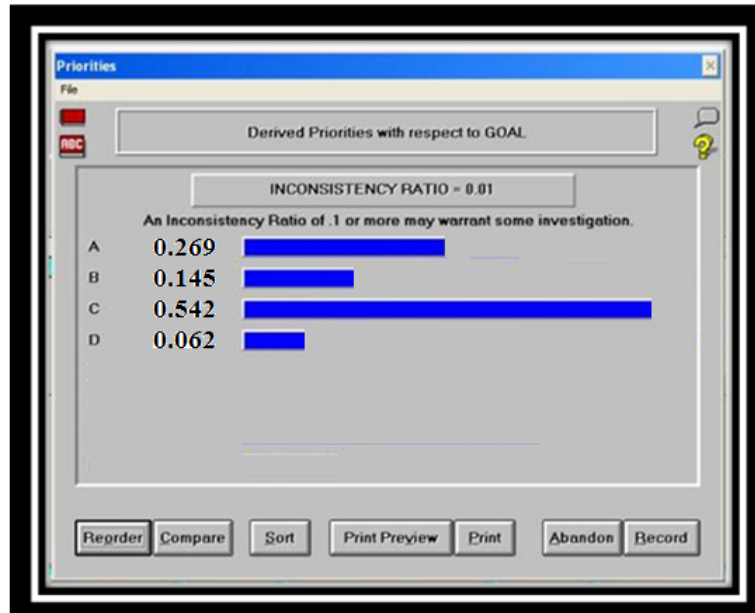 Priorities
File
ABC
Derived Priorities with respect to GOAL
INCONSISTENCY RATIO = 0.01
An Inconsistency Ratio of .1 or more may warrant some investigation.
A 0.269
B 0.145
C 0.542
D 0.062
Reorder Compare Sort Print Preview Print Abandon Record